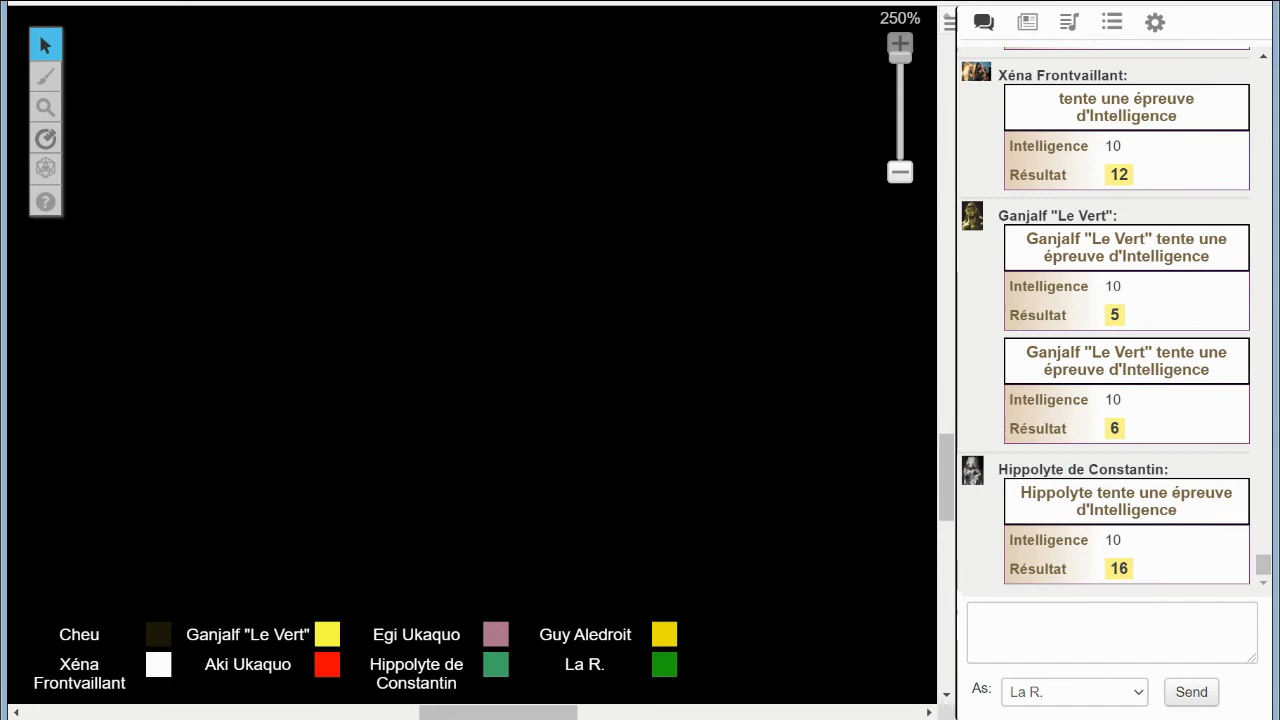 250%
Xéna Frontvaillant:
tente une épreuve
d'Intelligence
Intelligence 10
Résultat 12
Ganjalf "Le Vert":
Ganjalf "Le Vert" tente une
épreuve d'Intelligence
Intelligence 10
Résultat 5
Ganjalf "Le Vert" tente une
épreuve d'Intelligence
Intelligence 10
Résultat 6
Hippolyte de Constantin:
Hippolyte tente une épreuve
d'Intelligence
Intelligence 10
Résultat 16
As: La R. Send
Cheu Ganjalf "Le Vert" Egi Ukaquo Guy Aledroit
Xéna Aki Ukaquo Hippolyte de La R.
Frontvaillant Constantin